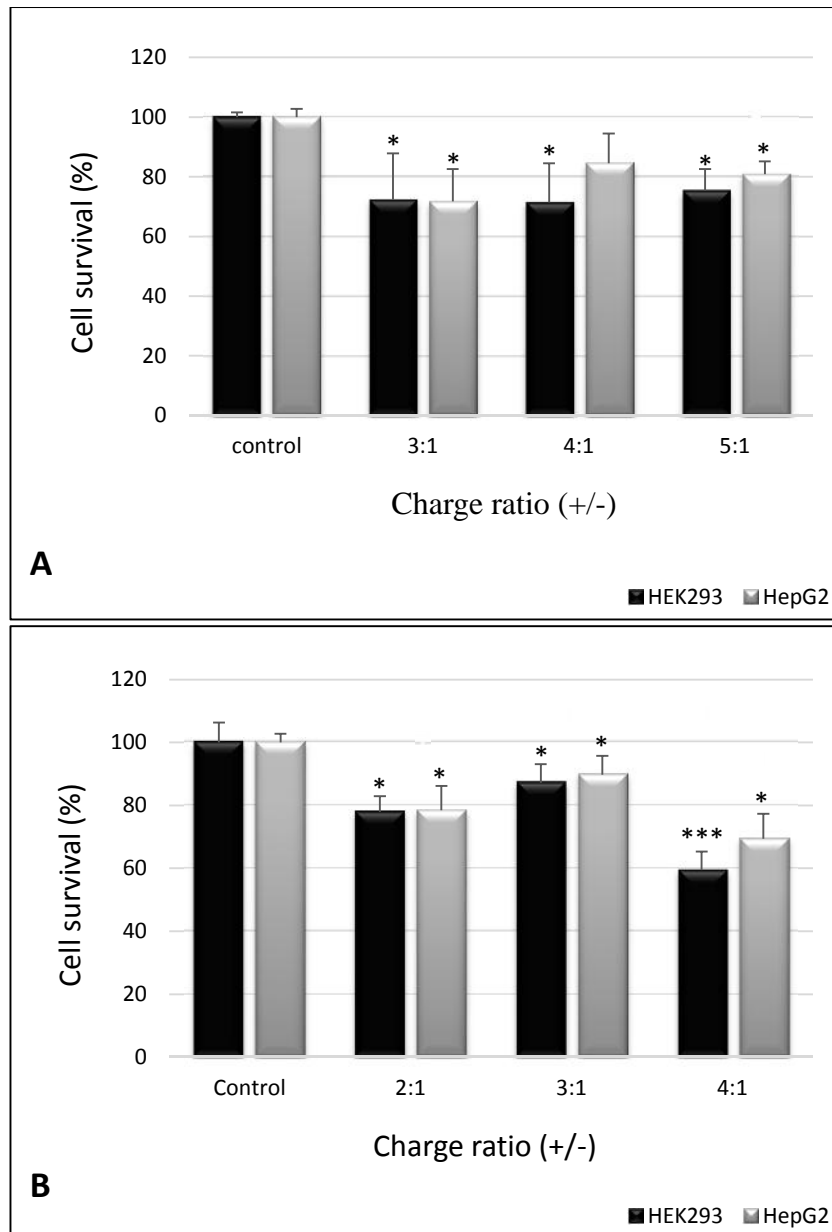 120
100
80
60
40
20
0
Cell survival (%)
* * * * *
control 3:1 4:1 5:1
Charge ratio (+/-)
A
HEK293 HepG2
120
100
80
60
40
20
0
Cell survival (%)
* * * * *** *
Control 2:1 3:1 4:1
Charge ratio (+/-)
B
HEK293 HepG2